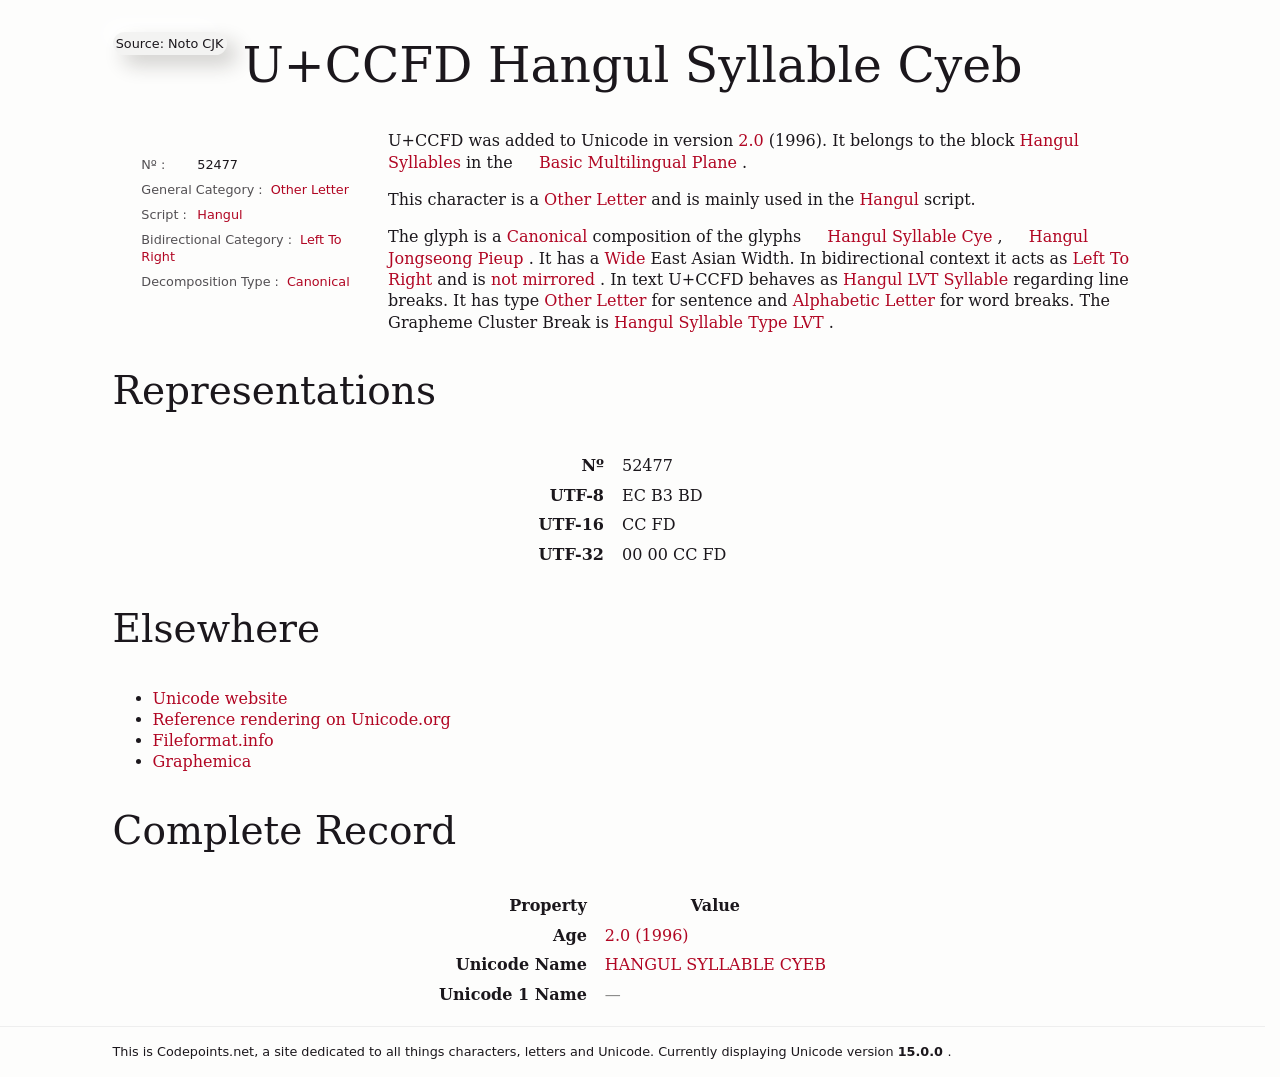 Source: Noto CJK
U+CCFD Hangul Syllable Cyeb
Nº : 52477
General Category : Other Letter
Script : Hangul
Bidirectional Category : Left To
Right
Decomposition Type : Canonical
U+CCFD was added to Unicode in version 2.0 (1996). It belongs to the block Hangul
Syllables in the Basic Multilingual Plane .
This character is a Other Letter and is mainly used in the Hangul script.
The glyph is a Canonical composition of the glyphs Hangul Syllable Cye , Hangul
Jongseong Pieup . It has a Wide East Asian Width. In bidirectional context it acts as Left To
Right and is not mirrored . In text U+CCFD behaves as Hangul LVT Syllable regarding line
breaks. It has type Other Letter for sentence and Alphabetic Letter for word breaks. The
Grapheme Cluster Break is Hangul Syllable Type LVT .
Representations
Nº 52477
UTF-8 EC B3 BD
UTF-16 CC FD
UTF-32 00 00 CC FD
Elsewhere
• Unicode website
• Reference rendering on Unicode.org
• Fileformat.info
• Graphemica
Complete Record
Property Value
Age 2.0 (1996)
Unicode Name HANGUL SYLLABLE CYEB
Unicode 1 Name —
This is Codepoints.net, a site dedicated to all things characters, letters and Unicode. Currently displaying Unicode version 15.0.0 .